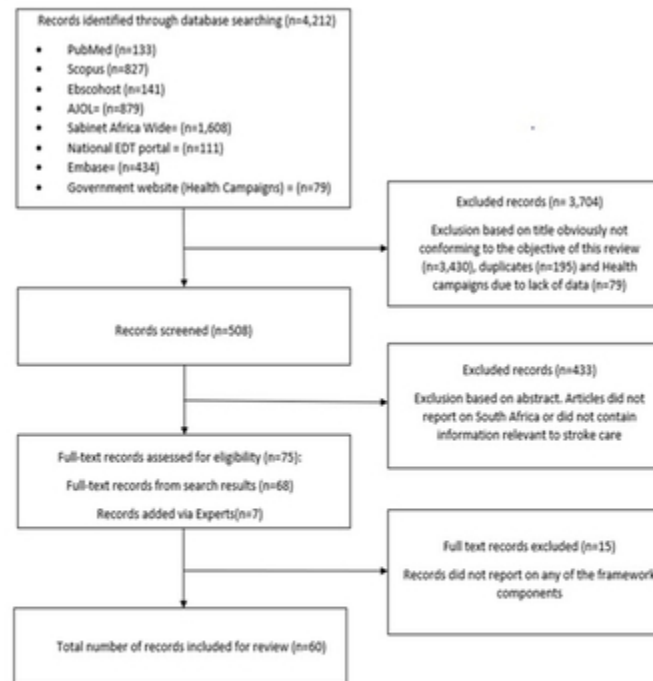 Records identified through database searching (n=4,212)
• PubMed (n=133)
• Scopus (n=827)
• Ebscohost (n=141)
• AJOL= (n=879)
• Sabinet Africa Wide= (n=1,608)
• National EDT portal = (n=111)
• Embase= (n=434)
• Government website (Health Campaigns) = (n=79)
Excluded records (n= 3,704)
Exclusion based on title obviously not
conforming to the objective of this review
(n=3,430), duplicates (n=195) and Health
campaigns due to lack of data (n=79)
Records screened (n=508)
Excluded records (n=433)
Exclusion based on abstract. Articles did not
report on South Africa or did not contain
information relevant to stroke care
Full-text records assessed for eligibility (n=75):
Full-text records from search results (n=68)
Records added via Experts(n=7)
Full text records excluded (n=15)
Records did not report on any of the framework
components
Total number of records included for review (n=60)